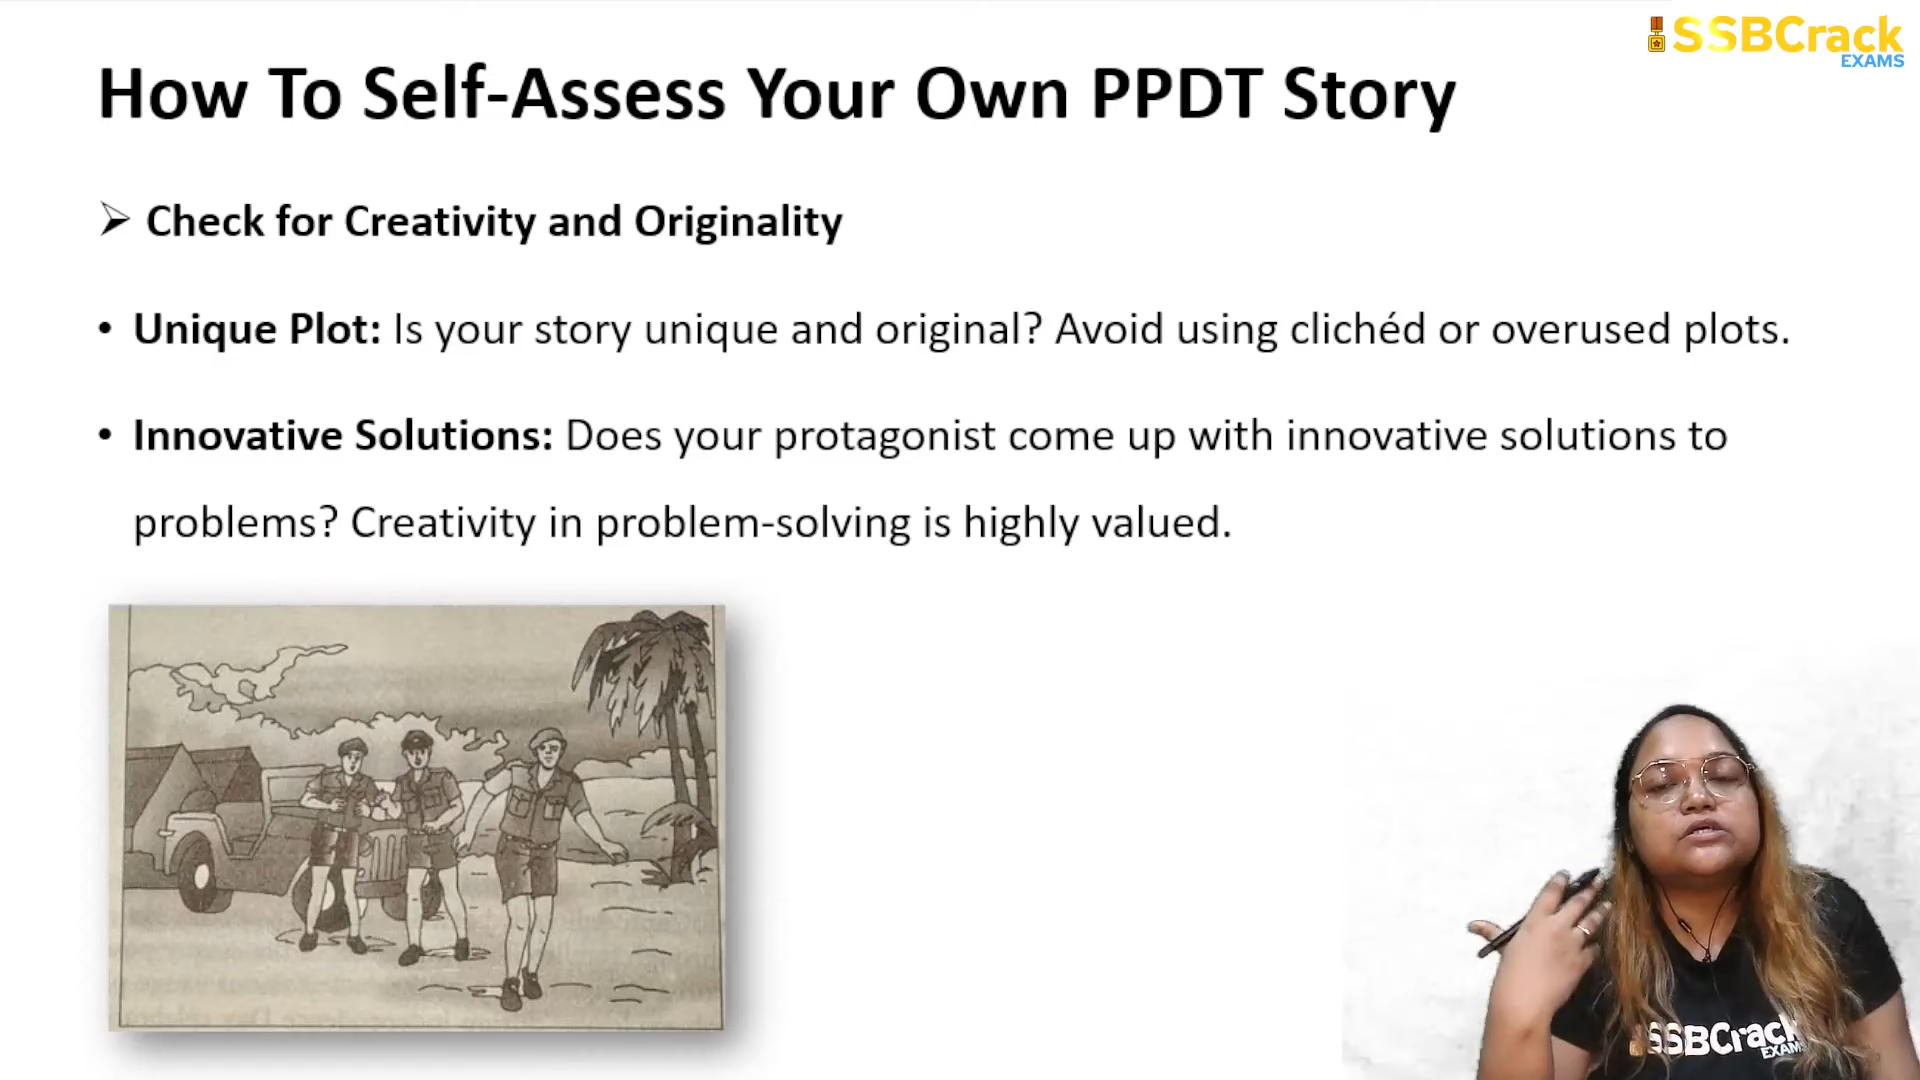 SSBCrack
EXAMS
How To Self-Assess Your Own PPDT Story
➢ Check for Creativity and Originality
• Unique Plot: Is your story unique and original? Avoid using clichéd or overused plots.
• Innovative Solutions: Does your protagonist come up with innovative solutions to
problems? Creativity in problem-solving is highly valued.
SSBCrack
EXAMS